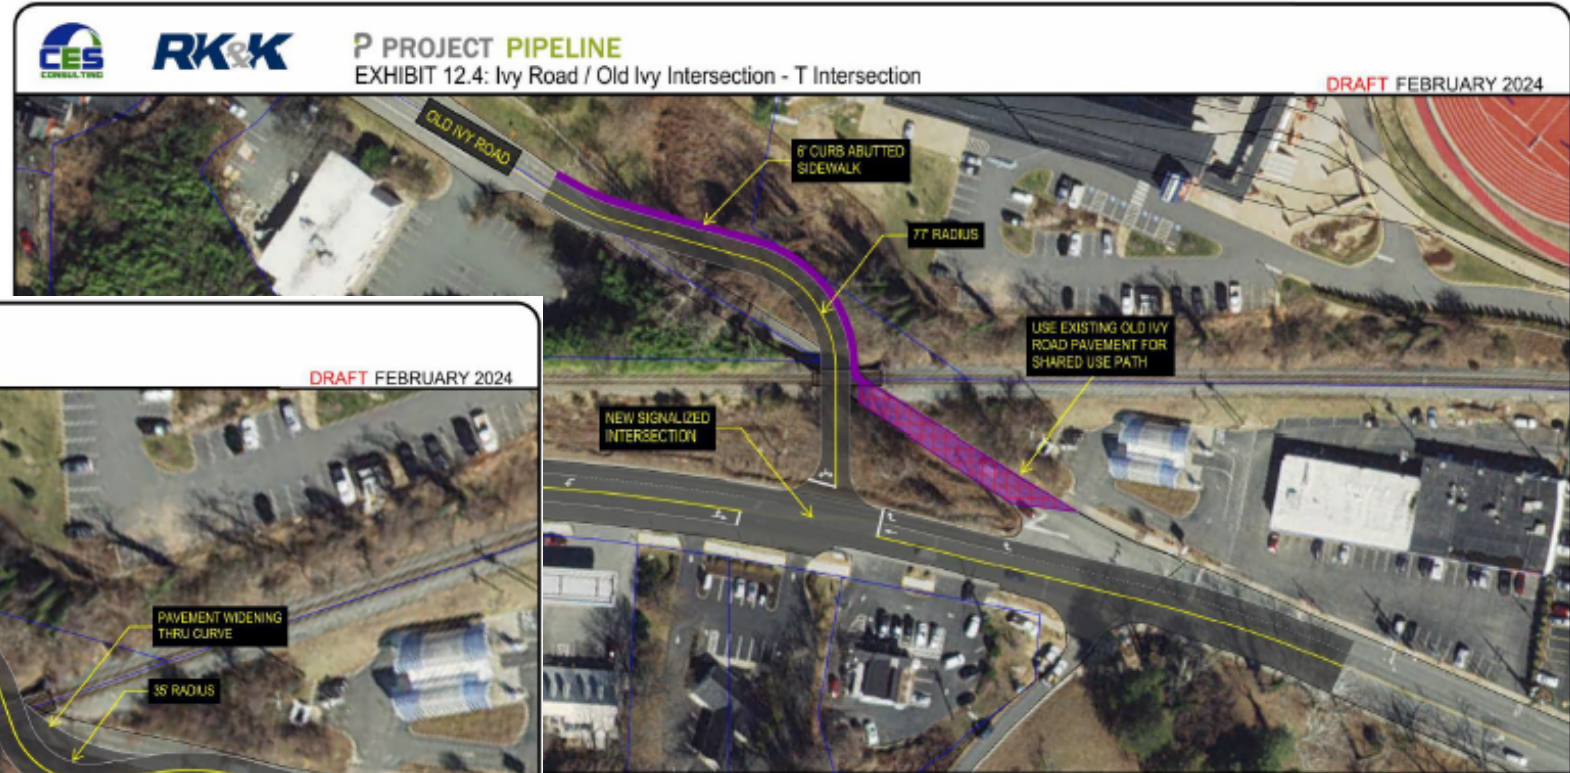 CES
CONSULTING
RK&K
P PROJECT PIPELINE
EXHIBIT 12.4: Ivy Road / Old Ivy Intersection - T Intersection
DRAFT FEBRUARY 2024
OLD IVY ROAD
6' CURB ABUTTED
SIDEWALK
77' RADIUS
USE EXISTING OLD IVY
ROAD PAVEMENT FOR
SHARED USE PATH
NEW SIGNALIZED
INTERSECTION
DRAFT FEBRUARY 2024
PAVEMENT WIDENING
THRU CURVE
35' RADIUS